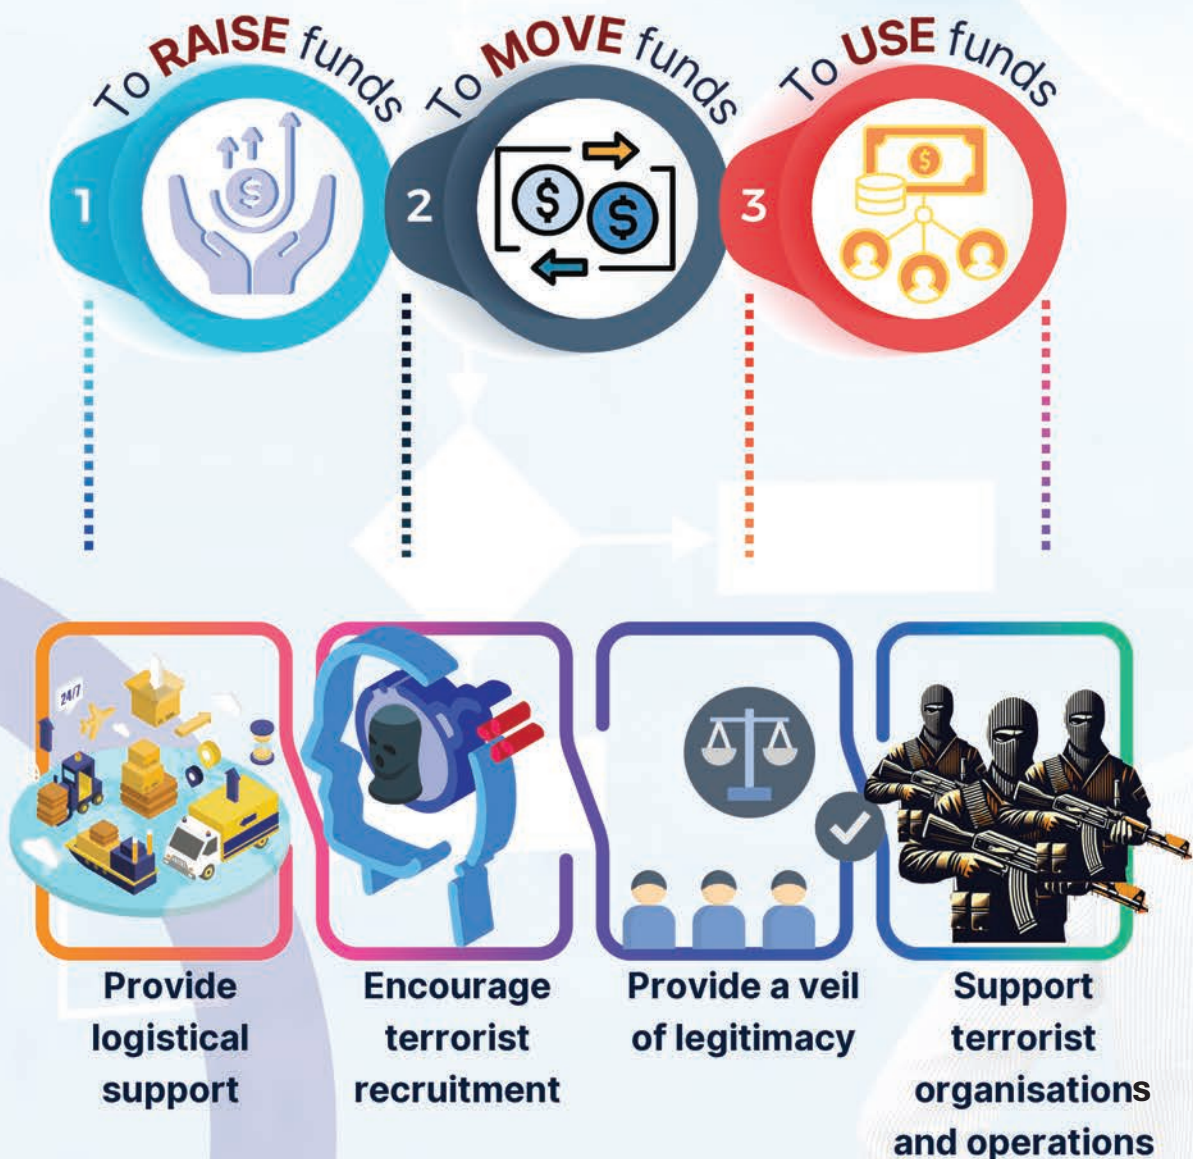 To RAISE funds
To MOVE funds
To USE funds
1
2
3
$
$
$
$
24/7
Provide
logistical
support
Encourage
terrorist
recruitment
Provide a veil
of legitimacy
Support
terrorist
organisations
and operations